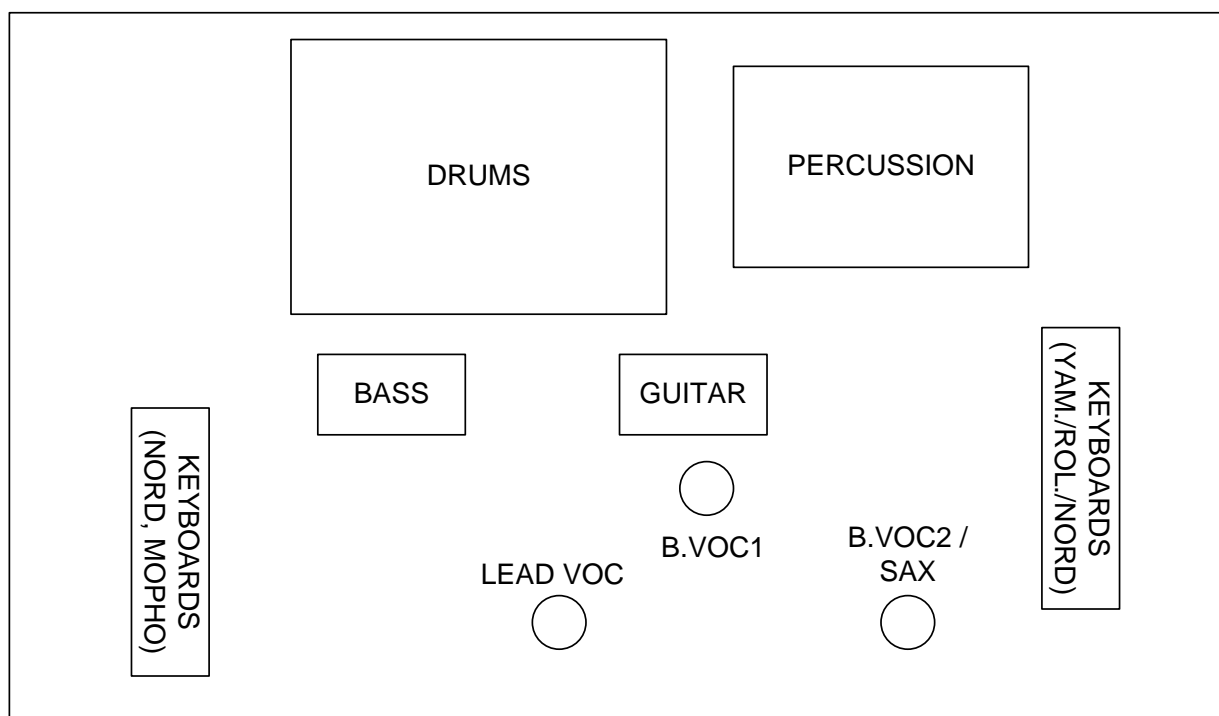 DRUMS
PERCUSSION
BASS
GUITAR
KEYBOARDS
(YAM./ROL./NORD)
KEYBOARDS
(NORD, MOPHO)
B.VOC1
B.VOC2 /
SAX
LEAD VOC